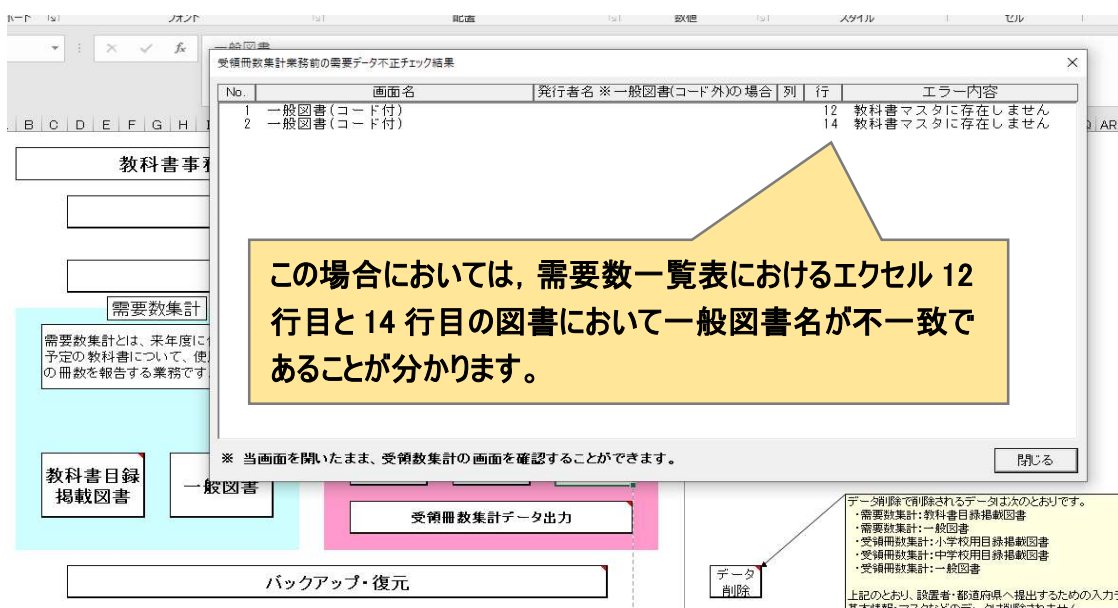 フォント 配置 数値 スタイル セル
fx 一般図書
受領冊数集計業務前の需要データ不正チェック結果 ×
No. 画面名 発行者名 ※一般図書(コード外)の場合 列 行 エラー内容
1 一般図書(コード付) 12 教科書マスタに存在しません
2 一般図書(コード付) 14 教科書マスタに存在しません
B C D E F G H AR
教科書事
この場合においては，需要数一覧表におけるエクセル 12
行目と 14 行目の図書において一般図書名が不一致で
あることが分かります。
需要数集計
需要数集計とは、来年度に
予定の教科書について、使
の冊数を報告する業務です
※ 当画面を開いたまま、受領数集計の画面を確認することができます。
閉じる
教科書目録
掲載図書
一般図書
受領冊数集計データ出力
バックアップ・復元
データ
削除
データ削除で削除されるデータは次のとおりです。
・需要数集計:教科書目録掲載図書
・需要数集計:一般図書
・受領冊数集計:小学校用目録掲載図書
・受領冊数集計:中学校用目録掲載図書
・受領冊数集計:一般図書
上記のとおり、設置者・都道府県へ提出するための入力